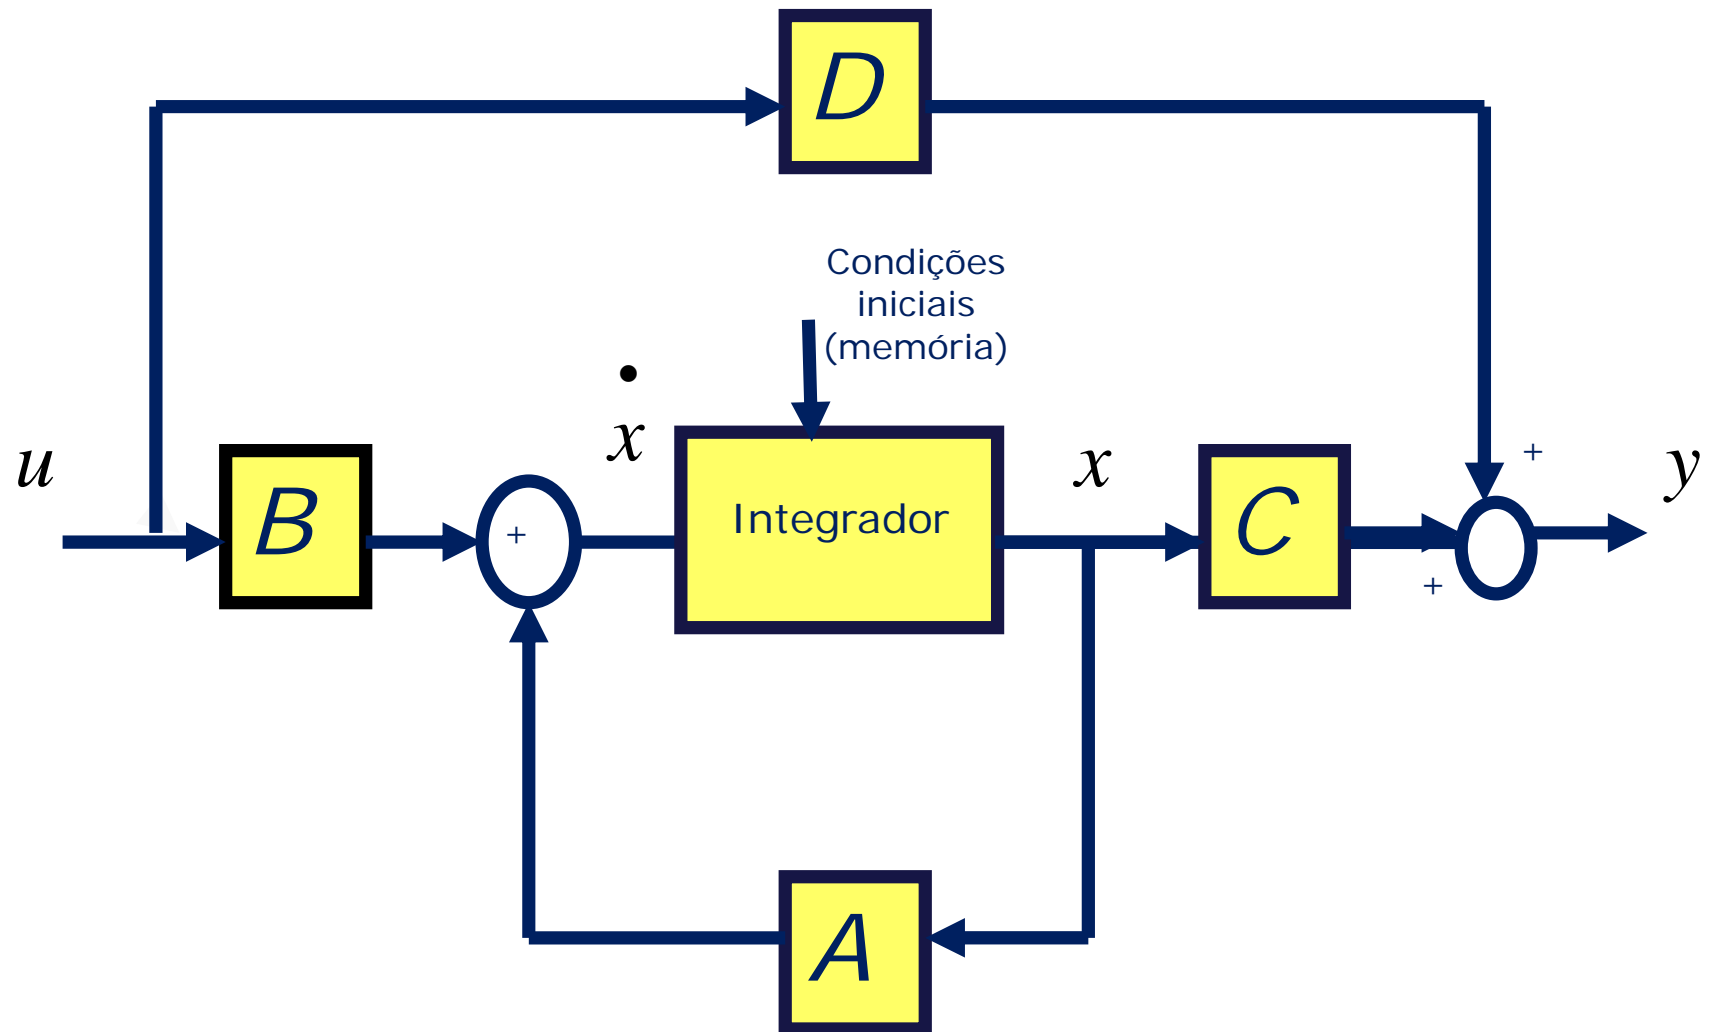 D
Condições
iniciais
(memória)
ẋ
u
x
y
B
+
Integrador
C
+
+
A